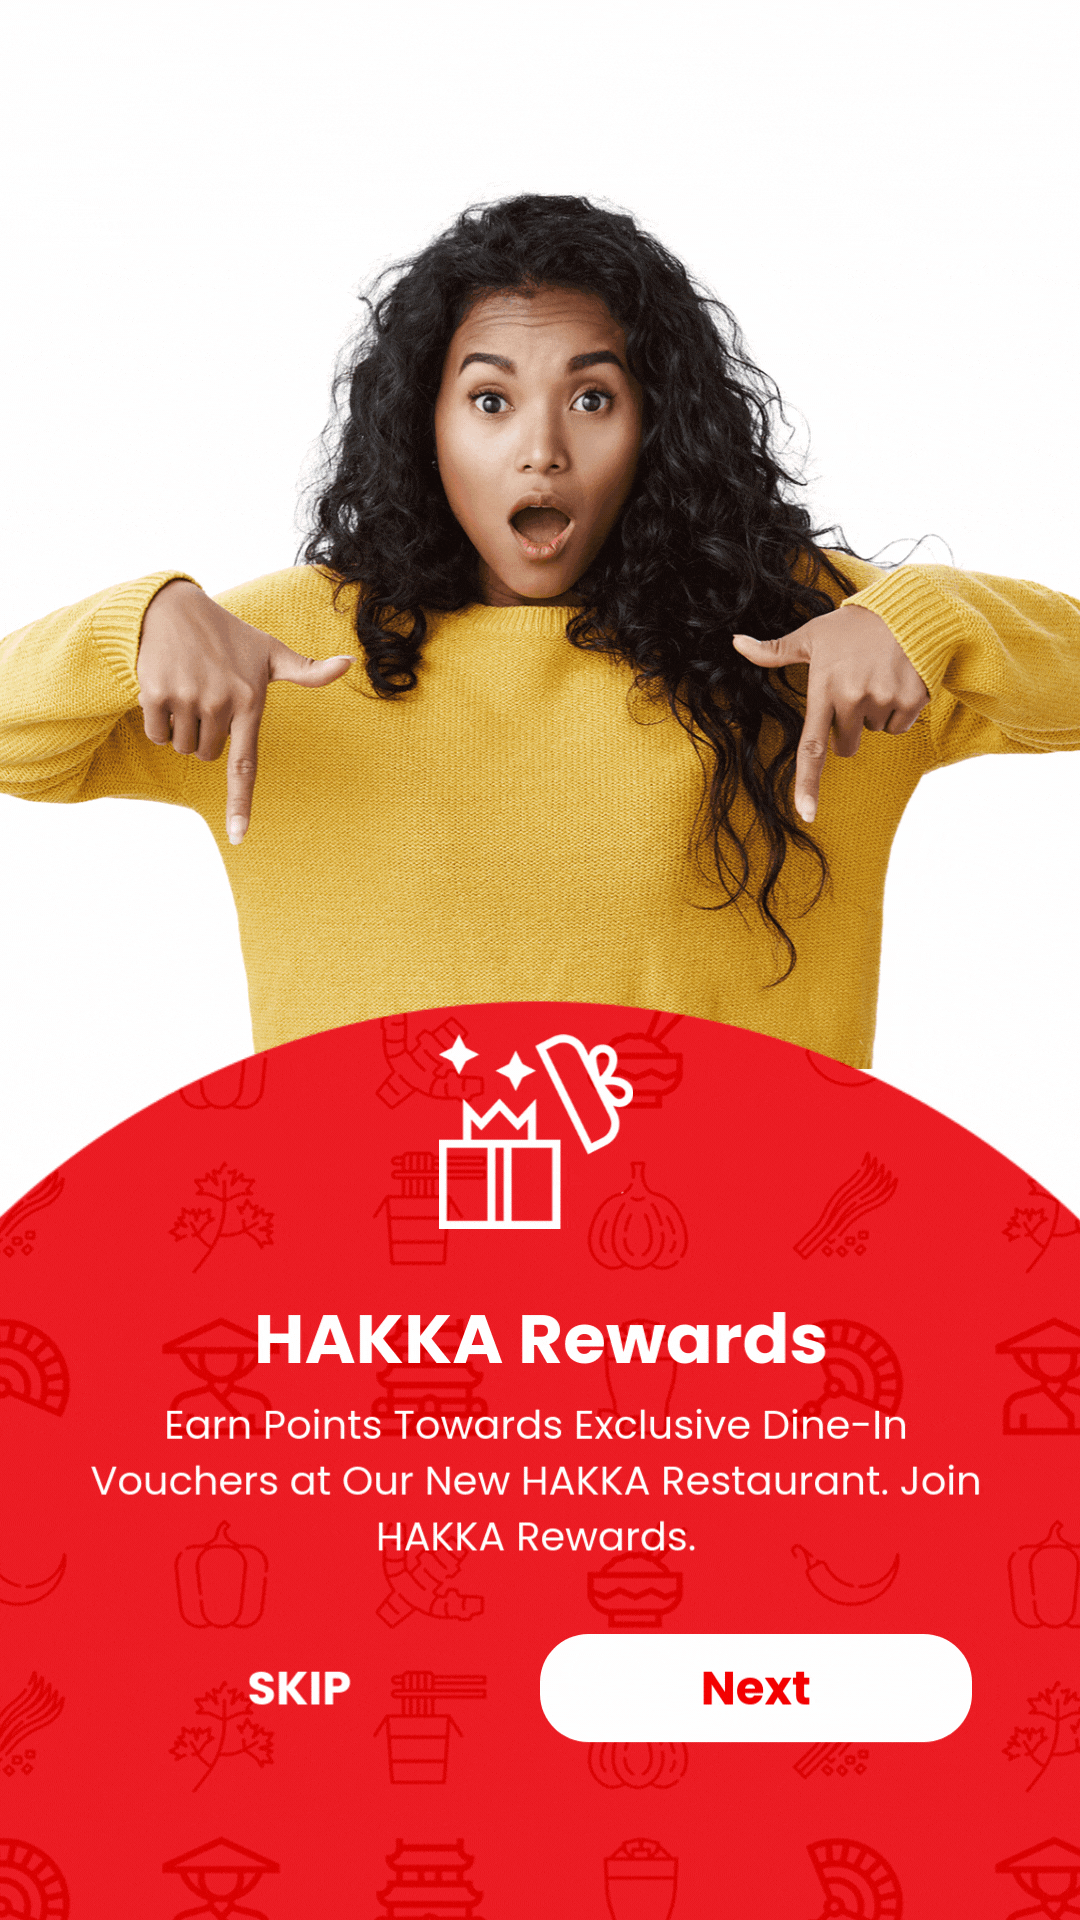 HAKKA Rewards
Earn Points Towards Exclusive Dine-In
Vouchers at Our New HAKKA Restaurant. Join
HAKKA Rewards.
SKIP
Next